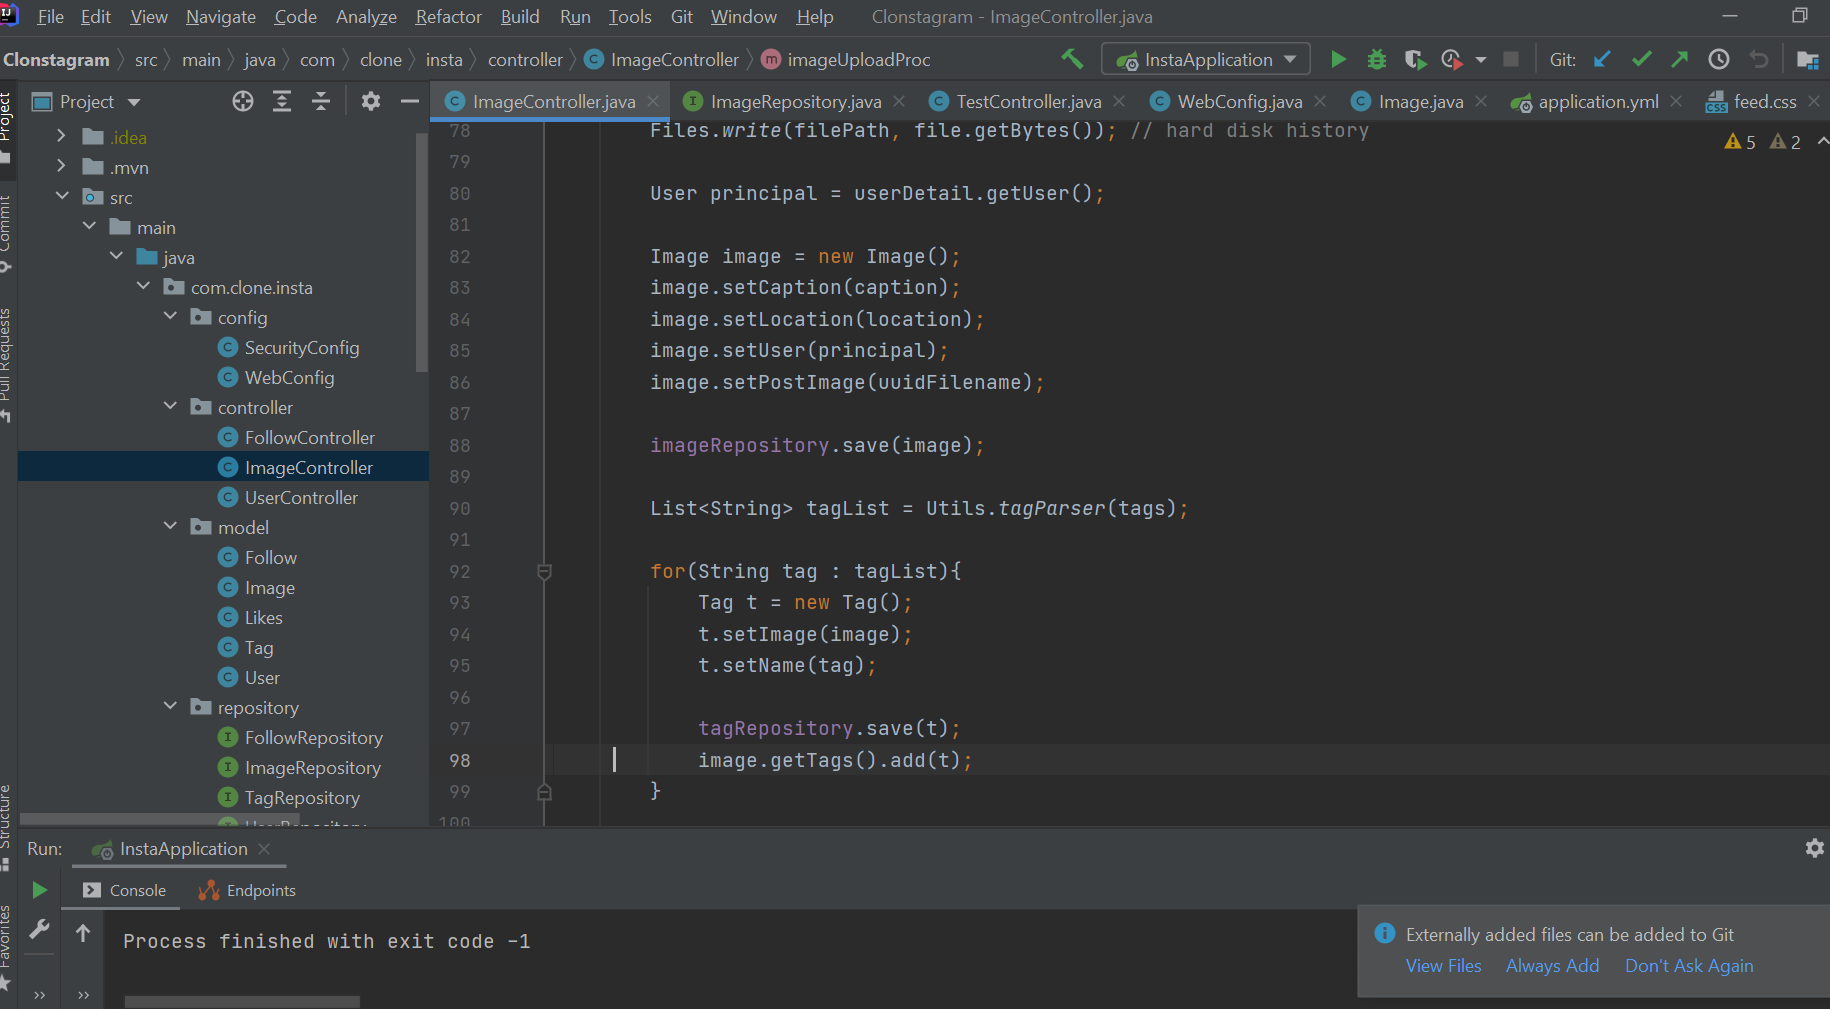 File Edit View Navigate Code Analyze Refactor Build Run Tools Git Window Help Clonstagram - ImageController.java
Clonstagram src main java com clone insta controller ImageController imageUploadProc InstaApplication Git:
Project
ImageController.java ImageRepository.java TestController.java WebConfig.java Image.java application.yml feed.css
Project
Commit
Pull Requests
Structure
Favorites
.idea
.mvn
src
main
java
com.clone.insta
config
SecurityConfig
WebConfig
controller
FollowController
ImageController
UserController
model
Follow
Image
Likes
Tag
User
repository
FollowRepository
ImageRepository
TagRepository
UserRepository
5 2
78 Files.write(filePath, file.getBytes()); // hard disk history
79
80 User principal = userDetail.getUser();
81
82 Image image = new Image();
83 image.setCaption(caption);
84 image.setLocation(location);
85 image.setUser(principal);
86 image.setPostImage(uuidFilename);
87
88 imageRepository.save(image);
89
90 List<String> tagList = Utils.tagParser(tags);
91
92 for(String tag : tagList){
93 Tag t = new Tag();
94 t.setImage(image);
95 t.setName(tag);
96
97 tagRepository.save(t);
98 image.getTags().add(t);
99 }
100
Run: InstaApplication
Console Endpoints
Process finished with exit code -1
Externally added files can be added to Git
View Files Always Add Don't Ask Again